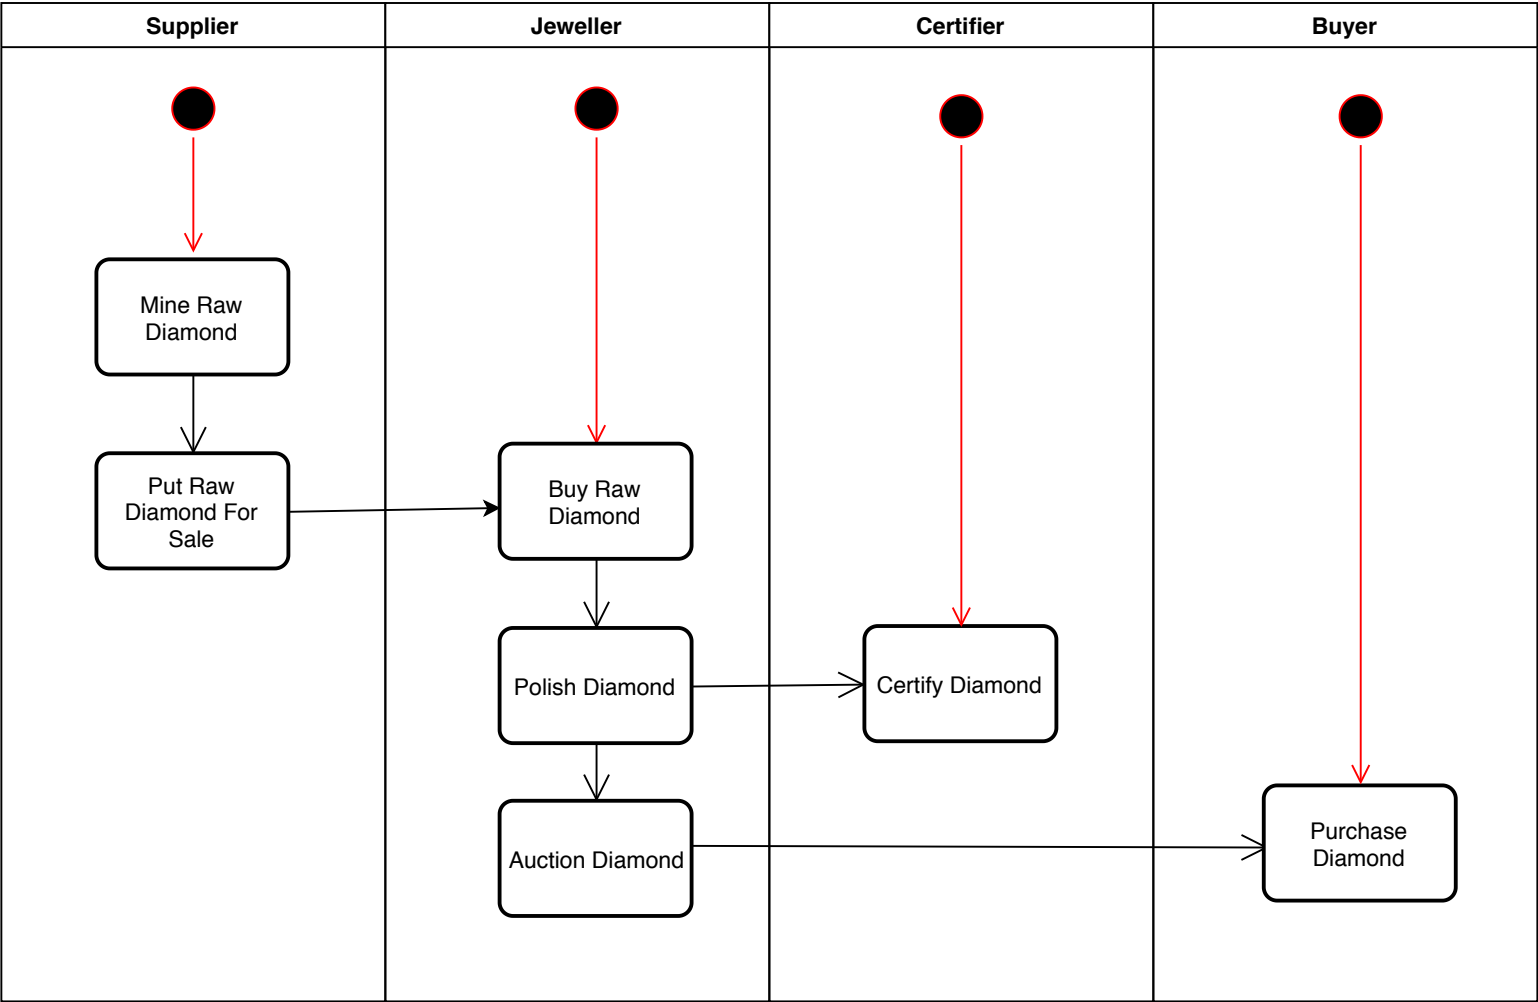 Supplier
Jeweller
Certifier
Buyer
Mine Raw
Diamond
Put Raw
Diamond For
Sale
Buy Raw
Diamond
Polish Diamond
Certify Diamond
Auction Diamond
Purchase
Diamond